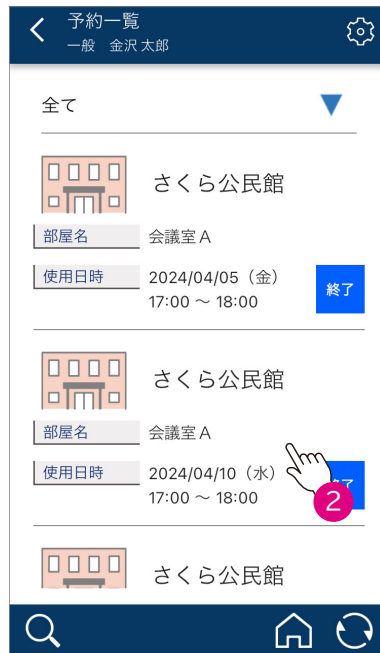 予約一覧
一般 金沢 太郎
全て
さくら公民館
部屋名 会議室 A
使用日時 2024/04/05（金）
17:00 ～ 18:00
終了
さくら公民館
部屋名 会議室 A
使用日時 2024/04/10（水）
17:00 ～ 18:00
2
さくら公民館